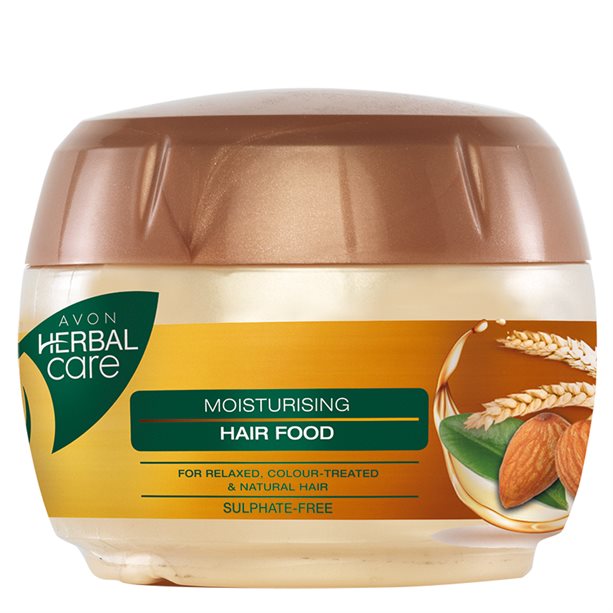 AVON
HERBAL
care
MOISTURISING
HAIR FOOD
FOR RELAXED, COLOUR-TREATED
& NATURAL HAIR
SULPHATE-FREE